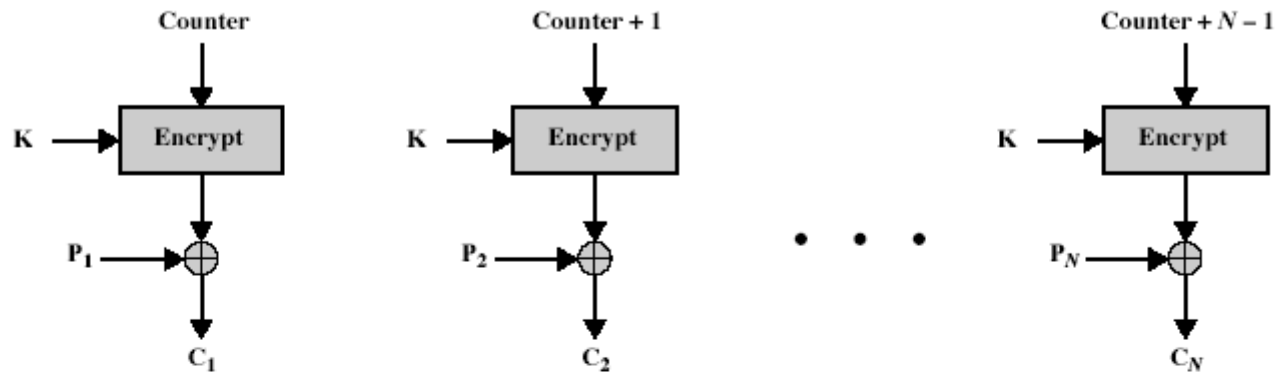 Counter
Counter + 1
Counter + N – 1
K
Encrypt
K
Encrypt
K
Encrypt
P1
P2
PN
C1
C2
CN